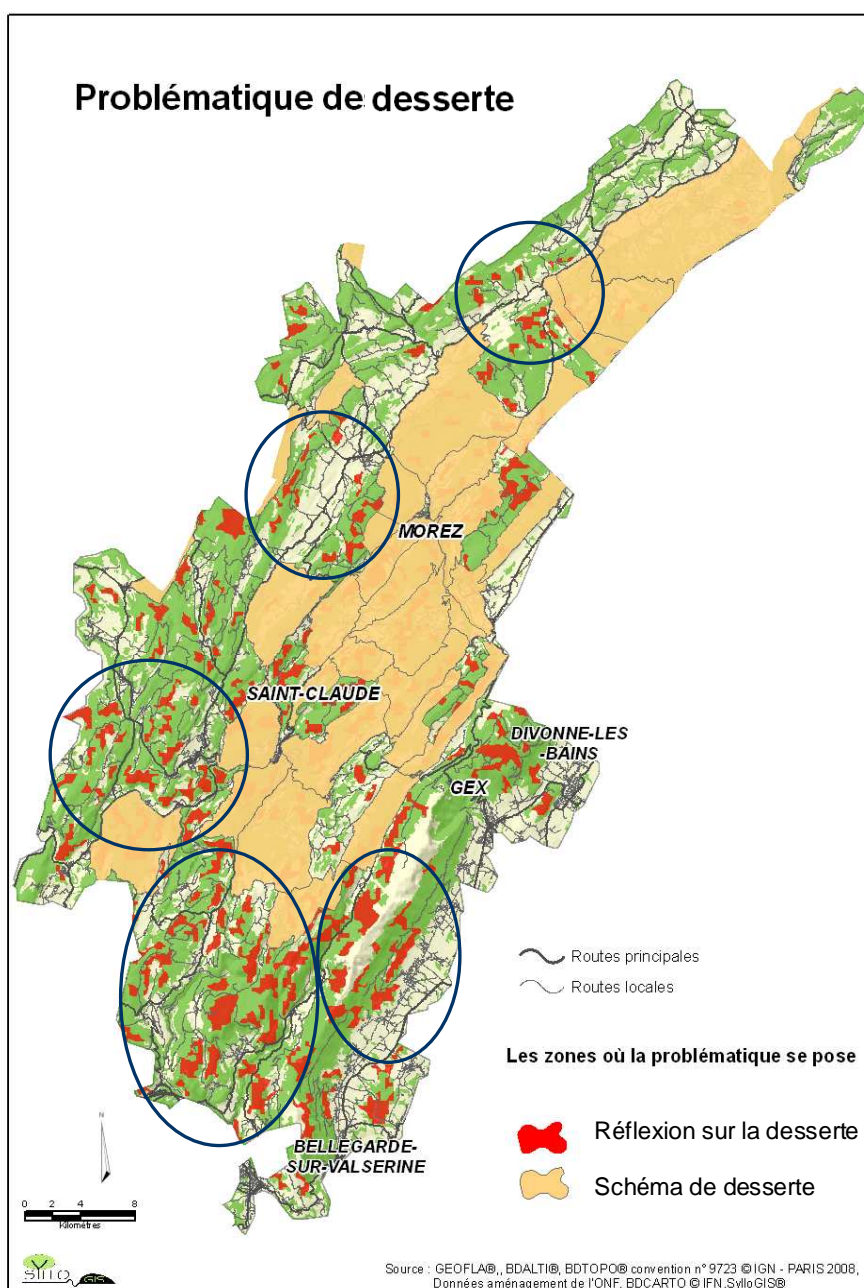 Problématique de desserte
MOREZ
SAINT-CLAUDE
DIVONNE-LES
-BAINS
GEX
Routes principales
Routes locales
Les zones où la problématique se pose
Réflexion sur la desserte
Schéma de desserte
BELLEGARDE-
SUR-VALSERINE
N
0 2 4 8
Kilomètres
GIS
Source : GEOFLA®,, BDALTI®, BDTOPO® convention n° 9723 © IGN - PARIS 2008,
Données aménagement de l'ONF, BDCARTO © IFN, SylloGIS®